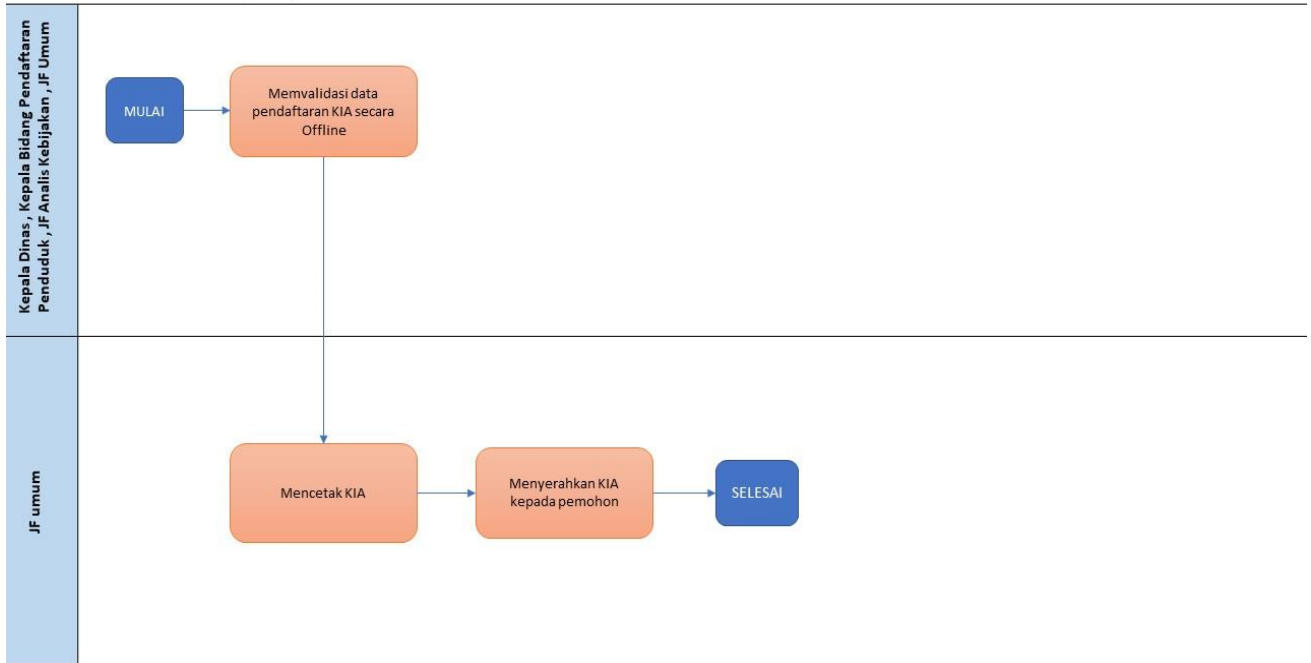 Kepala Dinas , Kepala Bidang Pendaftaran
Penduduk , JF Analis Kebijakan , JF Umum
MULAI
Memvalidasi data
pendaftaran KIA secara
Offline
JF umum
Mencetak KIA
Menyerahkan KIA
kepada pemohon
SELESAI